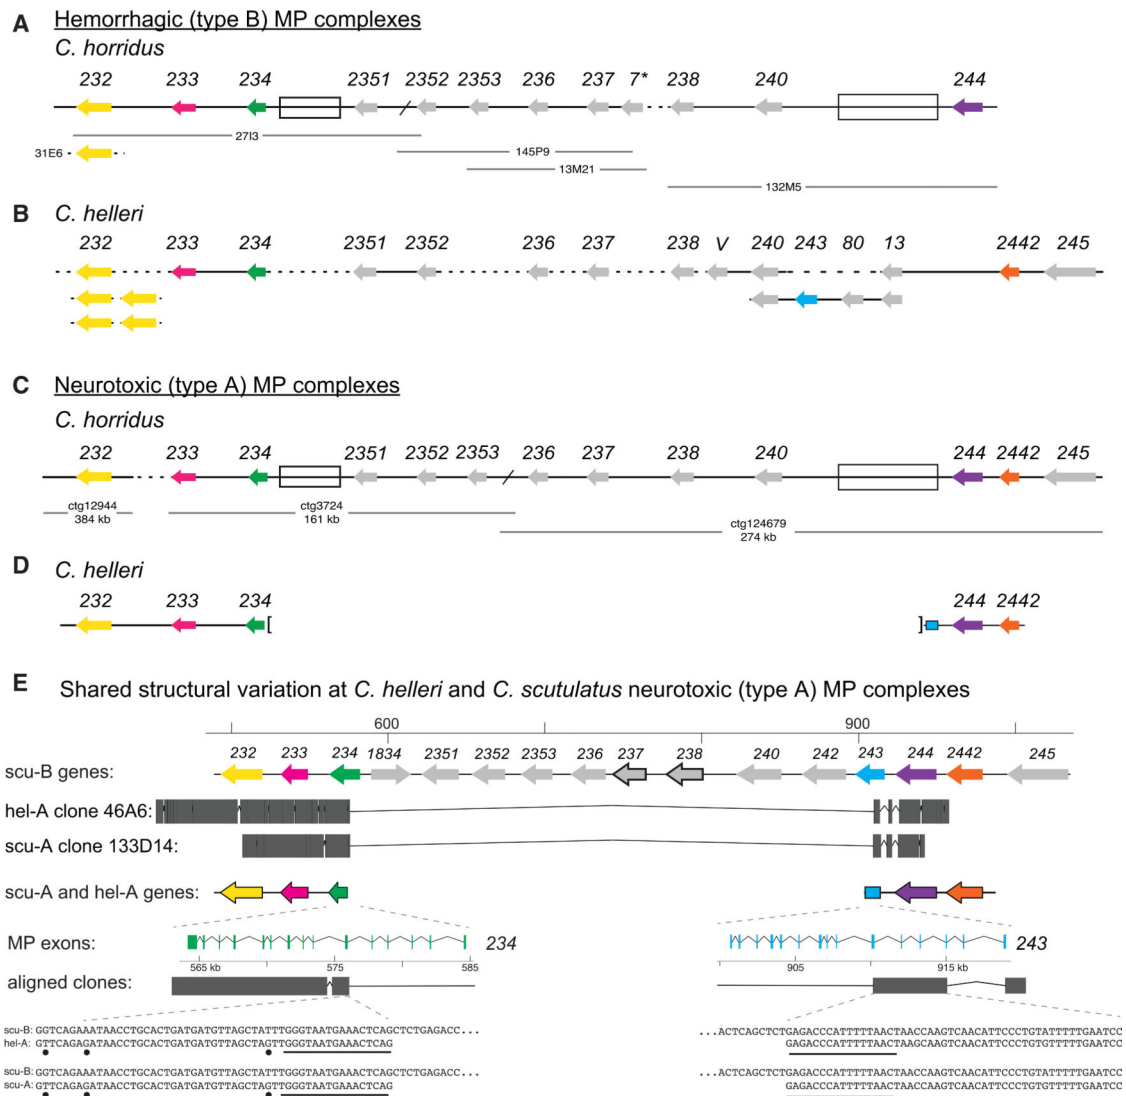 A Hemorrhagic (type B) MP complexes
C. horridus
232 233 234 2351 2352 2353 236 237 7* 238 240 244
27I3
31E6
145P9
13M21
132M5
B C. helleri
232 233 234 2351 2352 236 237 238 V 240 243 80 13 2442 245
C Neurotoxic (type A) MP complexes
C. horridus
232 233 234 2351 2352 2353 236 237 238 240 244 2442 245
ctg12944 ctg3724
384 kb 161 kb
ctg124679
274 kb
D C. helleri
232 233 234 [ ] 244 2442
E Shared structural variation at C. helleri and C. scutulatus neurotoxic (type A) MP complexes
600 900
232 233 234 1834 2351 2352 2353 236 237 238 240 242 243 244 2442 245
scu-B genes:
hel-A clone 46A6:
scu-A clone 133D14:
scu-A and hel-A genes:
MP exons: 234 243
565 kb 575 585 905 915 kb
aligned clones:
scu-B: GGTCAGAAATAACCTGCACTGATGATGTTAGCTATTTGGGTAATGAAACTCAGCTCTGAGACC... ...ACTCAGCTCTGAGACCCATTTTTAACTAACCAAGTCAACATTCCCTGTATTTTTGAATCC
hel-A: GTTCAGAGATAACCTGCACTGATGATGTTAGCTAGTTGGGTAATGAAACTCAG GAGACCCATTTTTAACTAAGCAAGTCAACATTCCCTGTGTTTTTGAATCC
scu-B: GGTCAGAAATAACCTGCACTGATGATGTTAGCTATTTGGGTAATGAAACTCAGCTCTGAGACC... ...ACTCAGCTCTGAGACCCATTTTTAACTAACCAAGTCAACATTCCCTGTATTTTTGAATCC
scu-A: GTTCAGAGATAACCTGCACTGATGATGTTAGCTAGTTGGGTAATGAAACTCAG GAGACCCATTTTTAACTAACCAAGTCAACATTCCCTGTGTTTTTGAATCC